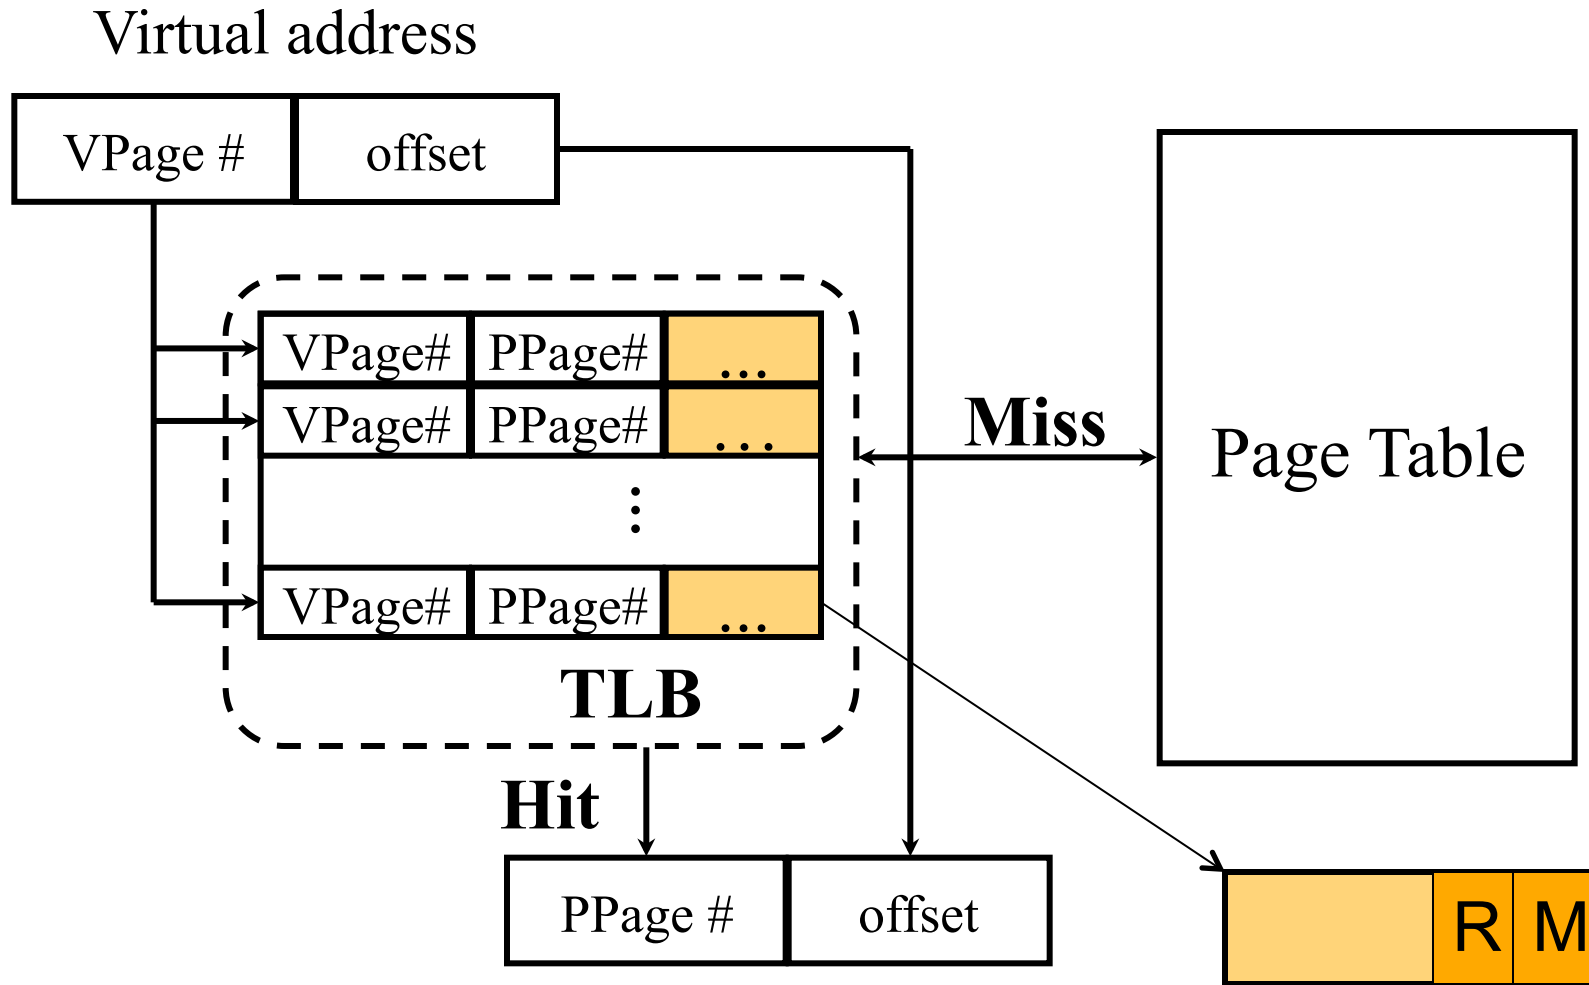 Virtual address
VPage # offset
VPage# PPage# ...
VPage# PPage# ...
⋮
VPage# PPage# ...
TLB
Miss
Page Table
Hit
PPage # offset
R M